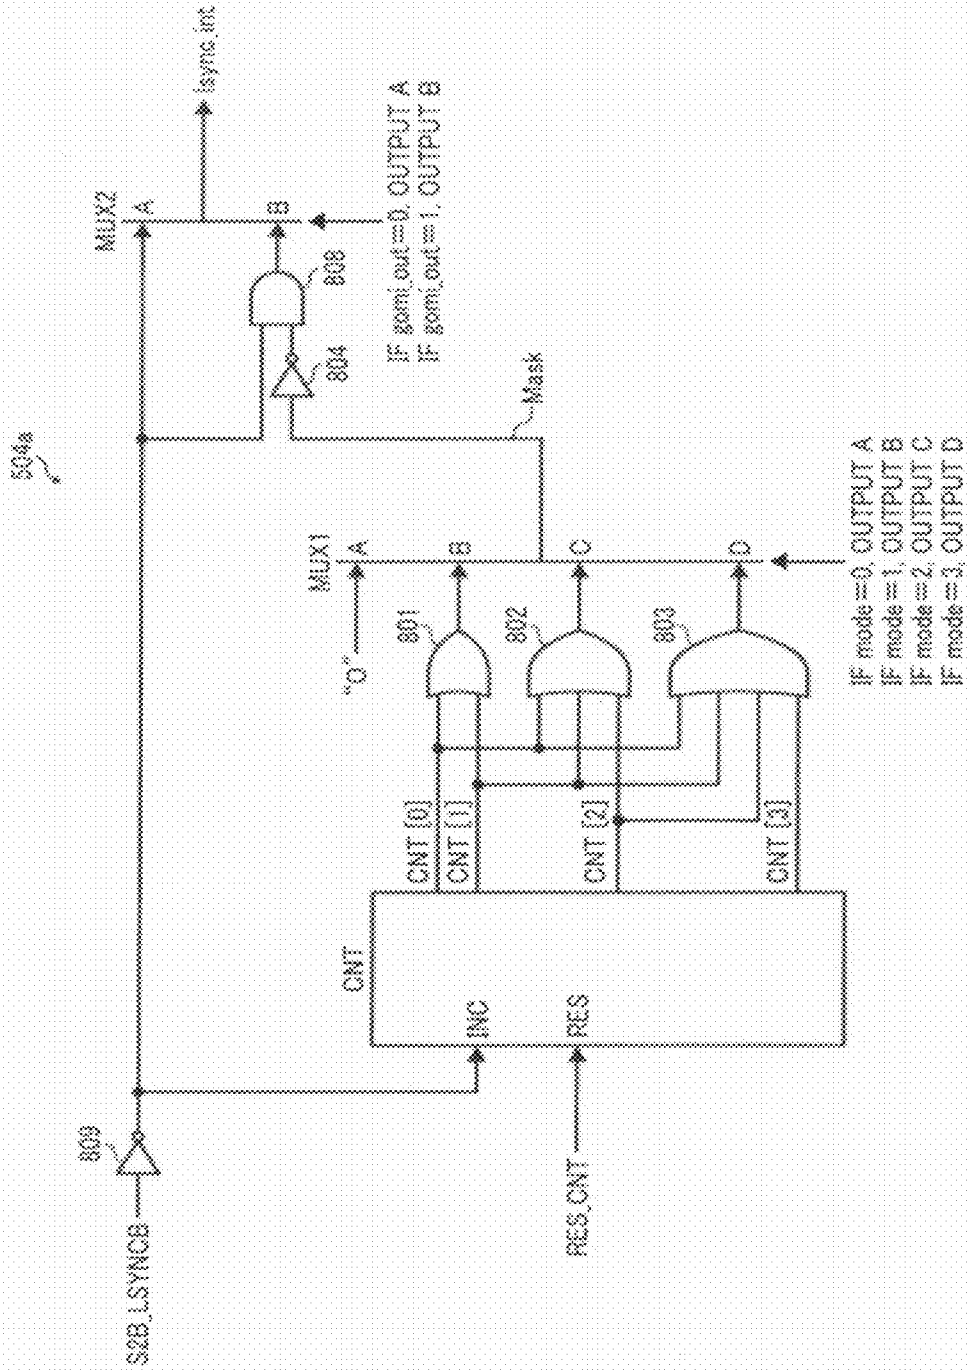 504a
S2B_LSYNCB
809
MUX2
A
B
lsync_int
808
804
IF gomi_out=0, OUTPUT A
IF gomi_out=1, OUTPUT B
Mask
RES_CNT
CNT
INC
RES
CNT [0]
CNT [1]
CNT [2]
CNT [3]
"0"
801
802
803
MUX1
A
B
C
D
IF mode=0, OUTPUT A
IF mode=1, OUTPUT B
IF mode=2, OUTPUT C
IF mode=3, OUTPUT D